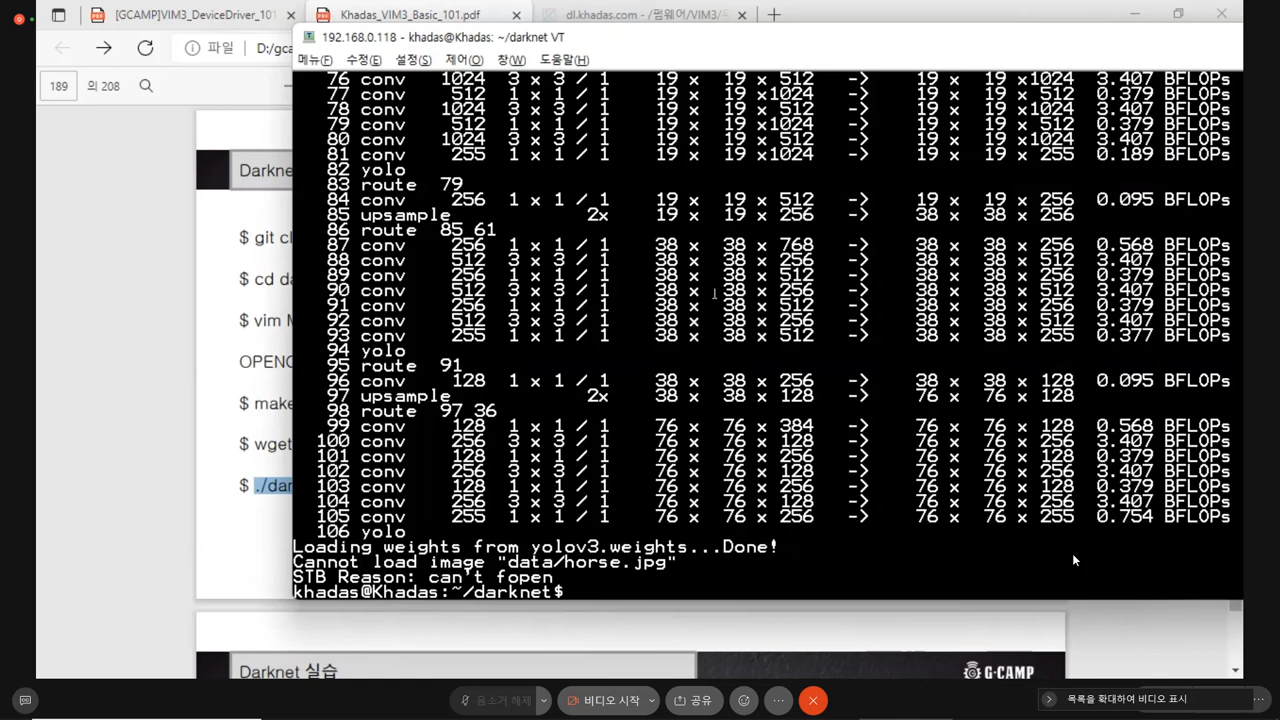 [GCAMP]VIM3_DeviceDriver_101
Khadas_VIM3_Basic_101.pdf
dl.khadas.com - /펌웨어/VIM3/
파일 D:/gca
189 의 208
192.168.0.118 - khadas@Khadas: ~/darknet VT
메뉴(F) 수정(E) 설정(S) 제어(O) 창(W) 도움말(H)
Darkne
$ git cl
$ cd da
$ vim M
OPENC
$ make
$ wget
$ ./dar
76 conv 1024 3 x 3 / 1 19 x 19 x 512 -> 19 x 19 x1024 3.407 BFLOPs
77 conv 512 1 x 1 / 1 19 x 19 x1024 -> 19 x 19 x 512 0.379 BFLOPs
78 conv 1024 3 x 3 / 1 19 x 19 x 512 -> 19 x 19 x1024 3.407 BFLOPs
79 conv 512 1 x 1 / 1 19 x 19 x1024 -> 19 x 19 x 512 0.379 BFLOPs
80 conv 1024 3 x 3 / 1 19 x 19 x 512 -> 19 x 19 x1024 3.407 BFLOPs
81 conv 255 1 x 1 / 1 19 x 19 x1024 -> 19 x 19 x 255 0.189 BFLOPs
82 yolo
83 route 79
84 conv 256 1 x 1 / 1 19 x 19 x 512 -> 19 x 19 x 256 0.095 BFLOPs
85 upsample 2x 19 x 19 x 256 -> 38 x 38 x 256
86 route 85 61
87 conv 256 1 x 1 / 1 38 x 38 x 768 -> 38 x 38 x 256 0.568 BFLOPs
88 conv 512 3 x 3 / 1 38 x 38 x 256 -> 38 x 38 x 512 3.407 BFLOPs
89 conv 256 1 x 1 / 1 38 x 38 x 512 -> 38 x 38 x 256 0.379 BFLOPs
90 conv 512 3 x 3 / 1 38 x 38 x 256 -> 38 x 38 x 512 3.407 BFLOPs
91 conv 256 1 x 1 / 1 38 x 38 x 512 -> 38 x 38 x 256 0.379 BFLOPs
92 conv 512 3 x 3 / 1 38 x 38 x 256 -> 38 x 38 x 512 3.407 BFLOPs
93 conv 255 1 x 1 / 1 38 x 38 x 512 -> 38 x 38 x 255 0.377 BFLOPs
94 yolo
95 route 91
96 conv 128 1 x 1 / 1 38 x 38 x 256 -> 38 x 38 x 128 0.095 BFLOPs
97 upsample 2x 38 x 38 x 128 -> 76 x 76 x 128
98 route 97 36
99 conv 128 1 x 1 / 1 76 x 76 x 384 -> 76 x 76 x 128 0.568 BFLOPs
100 conv 256 3 x 3 / 1 76 x 76 x 128 -> 76 x 76 x 256 3.407 BFLOPs
101 conv 128 1 x 1 / 1 76 x 76 x 256 -> 76 x 76 x 128 0.379 BFLOPs
102 conv 256 3 x 3 / 1 76 x 76 x 128 -> 76 x 76 x 256 3.407 BFLOPs
103 conv 128 1 x 1 / 1 76 x 76 x 256 -> 76 x 76 x 128 0.379 BFLOPs
104 conv 256 3 x 3 / 1 76 x 76 x 128 -> 76 x 76 x 256 3.407 BFLOPs
105 conv 255 1 x 1 / 1 76 x 76 x 256 -> 76 x 76 x 255 0.754 BFLOPs
106 yolo
Loading weights from yolov3.weights...Done!
Cannot load image "data/horse.jpg"
STB Reason: can't fopen
khadas@Khadas:~/darknet$
Darknet 실습
G·CAMP
음소거 해제
비디오 시작
공유
목록을 확대하여 비디오 표시